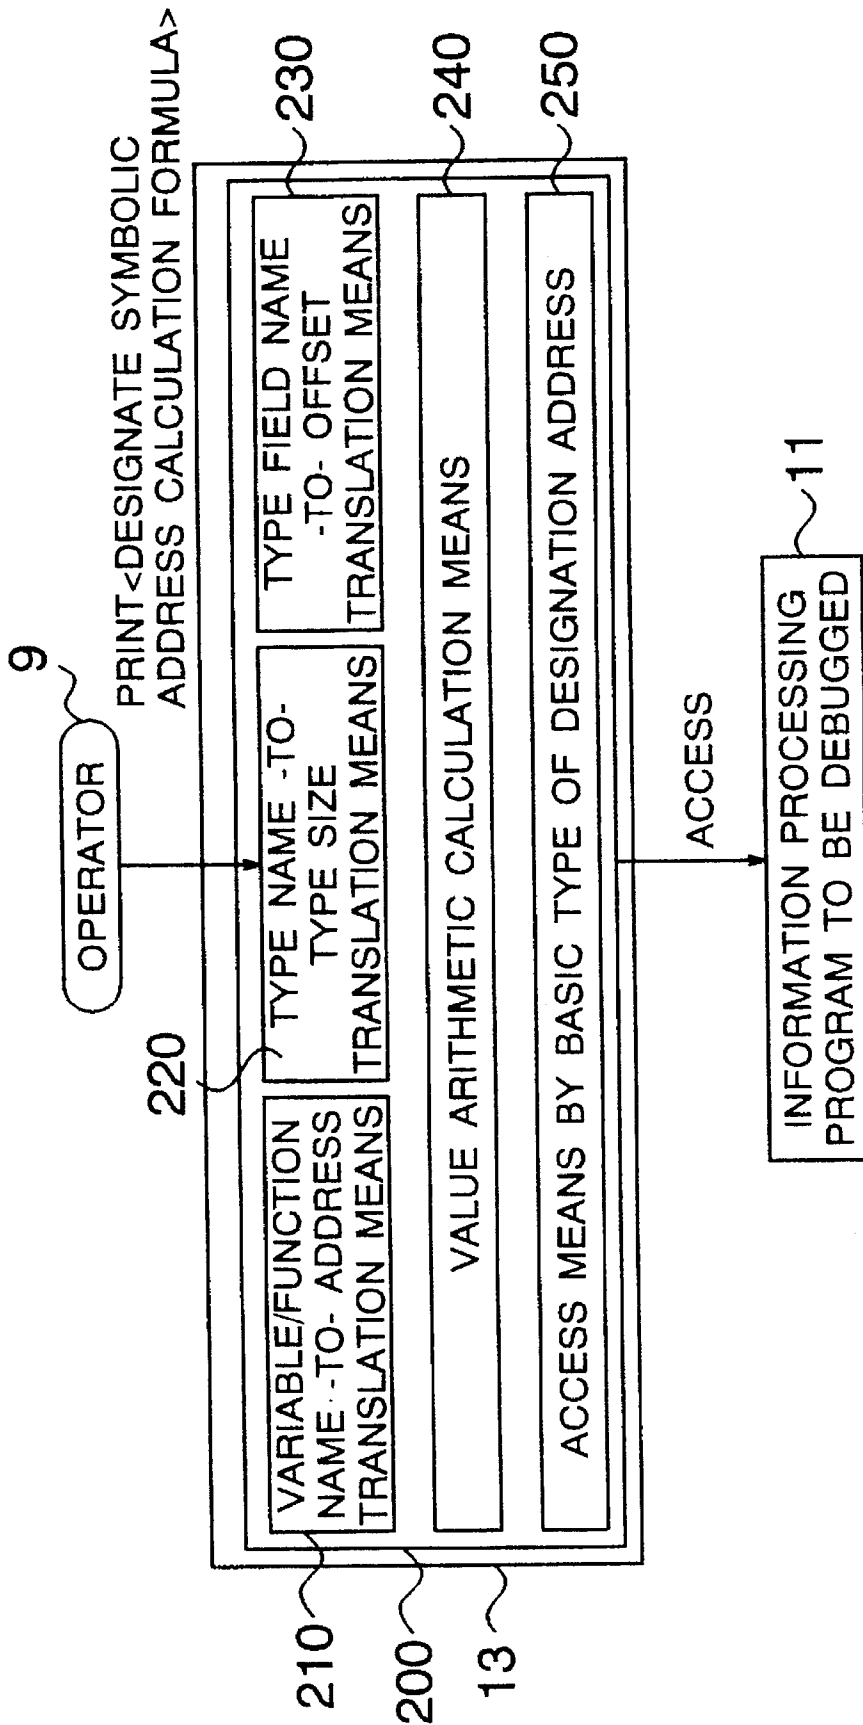 9
OPERATOR
PRINT<DESIGNATE SYMBOLIC
ADDRESS CALCULATION FORMULA>
210
VARIABLE/FUNCTION
NAME -TO- ADDRESS
TRANSLATION MEANS
220
TYPE NAME -TO-
TYPE SIZE
TRANSLATION MEANS
TYPE FIELD NAME
-TO- OFFSET
TRANSLATION MEANS
230
VALUE ARITHMETIC CALCULATION MEANS
240
ACCESS MEANS BY BASIC TYPE OF DESIGNATION ADDRESS
250
200
13
ACCESS
INFORMATION PROCESSING
PROGRAM TO BE DEBUGGED
11